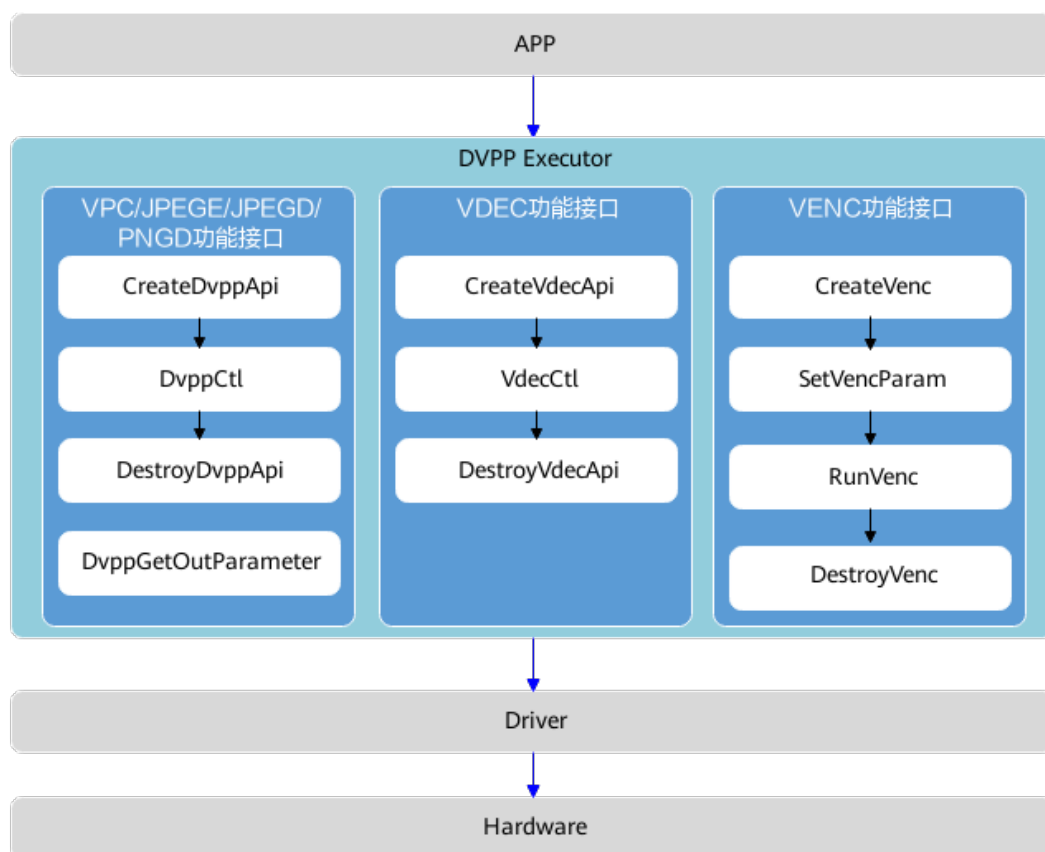 APP
DVPP Executor
VPC/JPEGE/JPEGD/
PNGD功能接口
CreateDvppApi
DvppCtl
DestroyDvppApi
DvppGetOutParameter
VDEC功能接口
CreateVdecApi
VdecCtl
DestroyVdecApi
VENC功能接口
CreateVenc
SetVencParam
RunVenc
DestroyVenc
Driver
Hardware